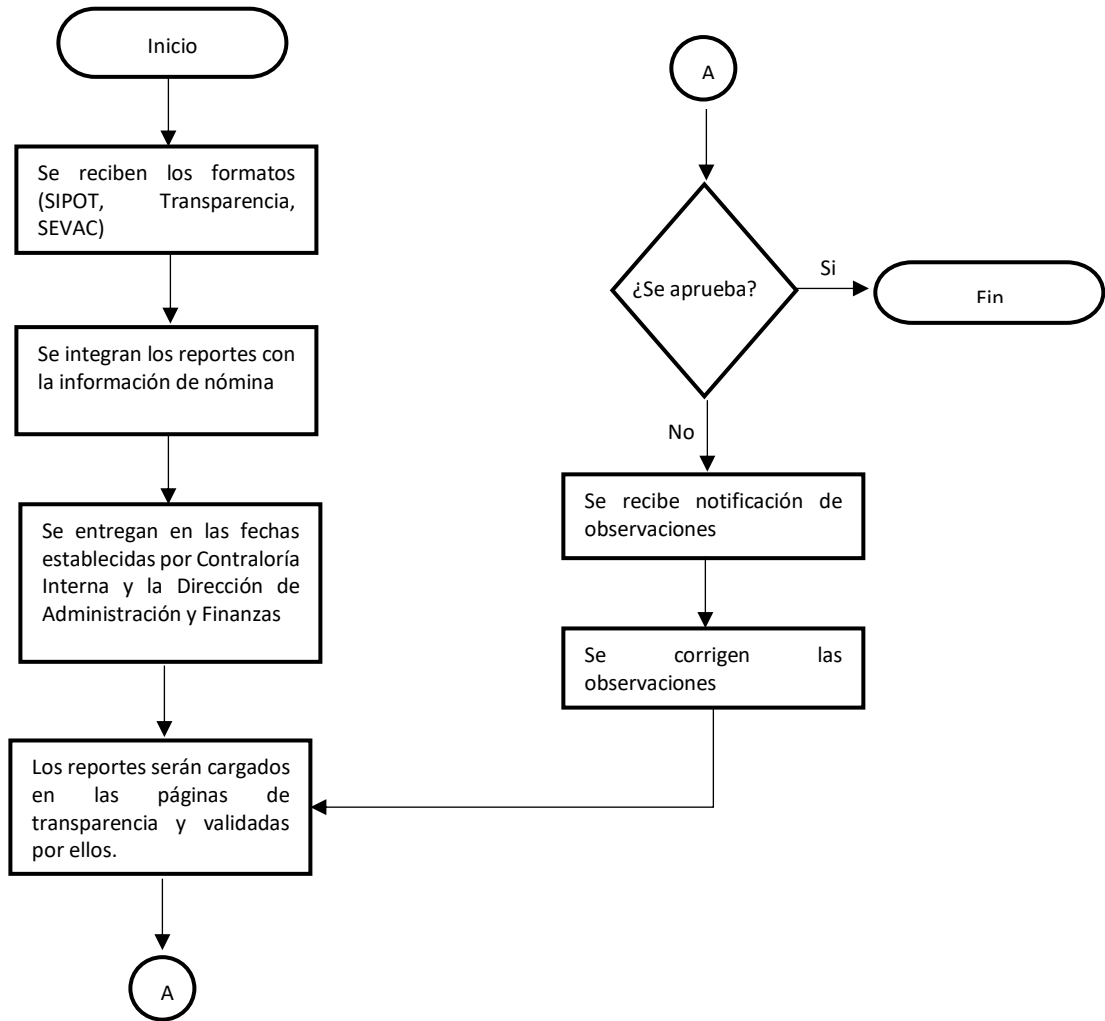 Inicio
Se reciben los formatos
(SIPOT, Transparencia,
SEVAC)
Se integran los reportes con
la información de nómina
Se entregan en las fechas
establecidas por Contraloría
Interna y la Dirección de
Administración y Finanzas
Los reportes serán cargados
en las páginas de
transparencia y validadas
por ellos.
A
A
¿Se aprueba?
Si
Fin
No
Se recibe notificación de
observaciones
Se corrigen las
observaciones